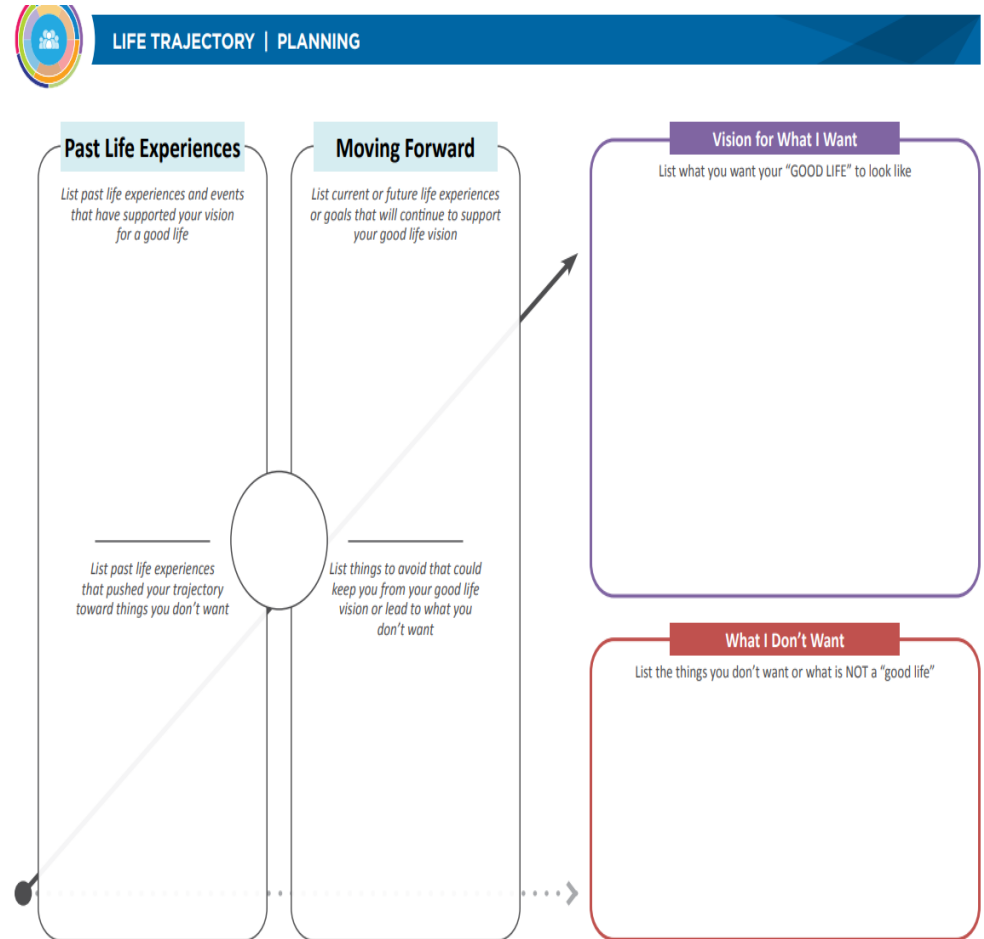 LIFE TRAJECTORY | PLANNING
Past Life Experiences
List past life experiences and events
that have supported your vision
for a good life
List past life experiences
that pushed your trajectory
toward things you don't want
Moving Forward
List current or future life experiences
or goals that will continue to support
your good life vision
List things to avoid that could
keep you from your good life
vision or lead to what you
don't want
Vision for What I Want
List what you want your “GOOD LIFE” to look like
What I Don't Want
List the things you don't want or what is NOT a “good life”